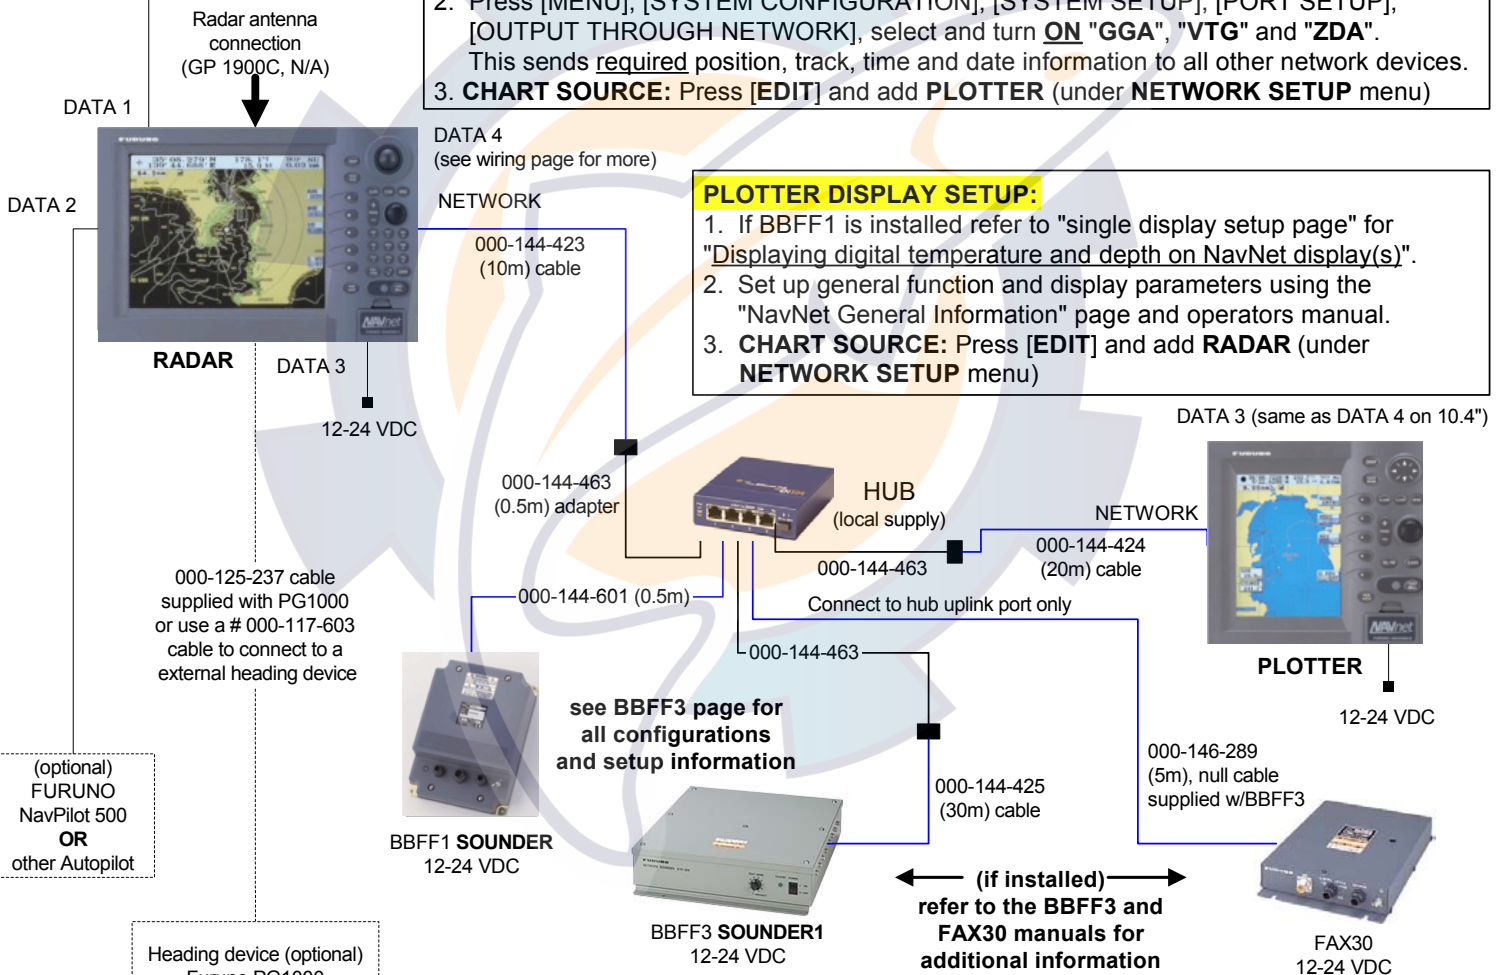 2. Press [MENU], [SYSTEM CONFIGURATION], [SYSTEM SETUP], [PORT SETUP],
[OUTPUT THROUGH NETWORK], select and turn ON "GGA", "VTG" and "ZDA".
This sends required position, track, time and date information to all other network devices.
3. CHART SOURCE: Press [EDIT] and add PLOTTER (under NETWORK SETUP menu)
Radar antenna
connection
(GP 1900C, N/A)
DATA 1
DATA 4
(see wiring page for more)
DATA 2
NETWORK
000-144-423
(10m) cable
FURUNO
NAVnet
RADAR
DATA 3
12-24 VDC
PLOTTER DISPLAY SETUP:
1. If BBFF1 is installed refer to "single display setup page" for
"Displaying digital temperature and depth on NavNet display(s)".
2. Set up general function and display parameters using the
"NavNet General Information" page and operators manual.
3. CHART SOURCE: Press [EDIT] and add RADAR (under
NETWORK SETUP menu)
DATA 3 (same as DATA 4 on 10.4")
000-144-463
(0.5m) adapter
HUB
(local supply)
NETWORK
000-144-463
000-144-424
(20m) cable
FURUNO
NAVnet
PLOTTER
12-24 VDC
000-125-237 cable
supplied with PG1000
or use a # 000-117-603
cable to connect to a
external heading device
000-144-601 (0.5m)
Connect to hub uplink port only
000-144-463
see BBFF3 page for
all configurations
and setup information
000-144-425
(30m) cable
000-146-289
(5m), null cable
supplied w/BBFF3
(optional)
FURUNO
NavPilot 500
OR
other Autopilot
BBFF1 SOUNDER
12-24 VDC
FURUNO
BBFF3 SOUNDER1
12-24 VDC
(if installed)
refer to the BBFF3 and
FAX30 manuals for
additional information
FURUNO
FAX30
12-24 VDC
Heading device (optional)
Furuno PG1000